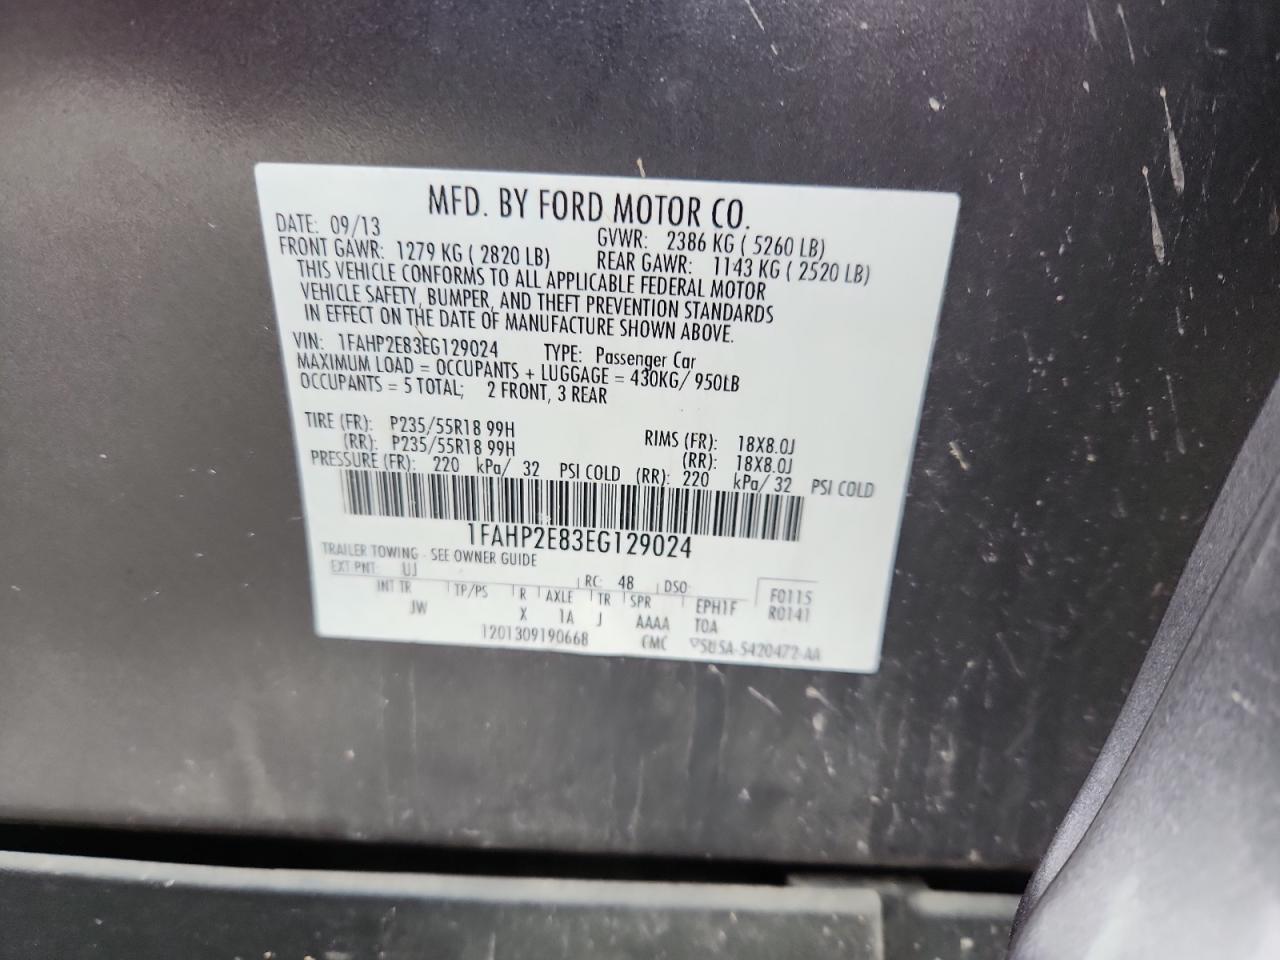 MFD. BY FORD MOTOR CO.
DATE: 09/13 GVWR: 2386 KG ( 5260 LB)
FRONT GAWR: 1279 KG ( 2820 LB) REAR GAWR: 1143 KG ( 2520 LB)
THIS VEHICLE CONFORMS TO ALL APPLICABLE FEDERAL MOTOR
VEHICLE SAFETY, BUMPER, AND THEFT PREVENTION STANDARDS
IN EFFECT ON THE DATE OF MANUFACTURE SHOWN ABOVE.
VIN: 1FAHP2E83EG129024 TYPE: Passenger Car
MAXIMUM LOAD = OCCUPANTS + LUGGAGE = 430KG/ 950LB
OCCUPANTS = 5 TOTAL; 2 FRONT, 3 REAR
TIRE (FR): P235/55R18 99H RIMS (FR): 18X8.0J
(RR): P235/55R18 99H (RR): 18X8.0J
PRESSURE (FR): 220 kPa/ 32 PSI COLD (RR): 220 kPa/ 32 PSI COLD
1FAHP2E83EG129024
TRAILER TOWING - SEE OWNER GUIDE
EXT PNT: UJ RC: 48 DSO: F0115
INT TR TP/PS R AXLE TR SPR EPH1F R0141
JW X 1A J AAAA T0A
1201309190668 CMC 5420472-AA